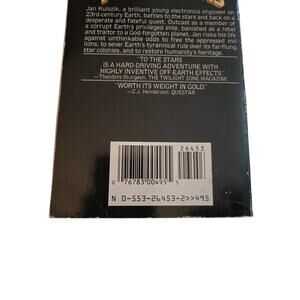 Jan Kulozik, a brilliant young electronics engineer on
23rd-century Earth, battles to the stars and back on a
desperate and fateful quest. Outcast as a member of
a corrupt Earth's privileged elite, banished as a rebel
and traitor to a God-forgotten planet, Jan risks his life
against unthinkable odds to free the oppressed mil-
lions, to sever Earth's tyrannical rule over its far-flung
star colonies, and to restore humanity's heritage.
"TO THE STARS
IS A HARD-DRIVING ADVENTURE WITH
HIGHLY INVENTIVE OFF-EARTH EFFECTS."
—Theodore Sturgeon, THE TWILIGHT ZONE MAGAZINE
"WORTH ITS WEIGHT IN GOLD."
—C.J. Henderson, QUESTAR
26453
0 76783 00495 5
N 0-553-26453-2>>495